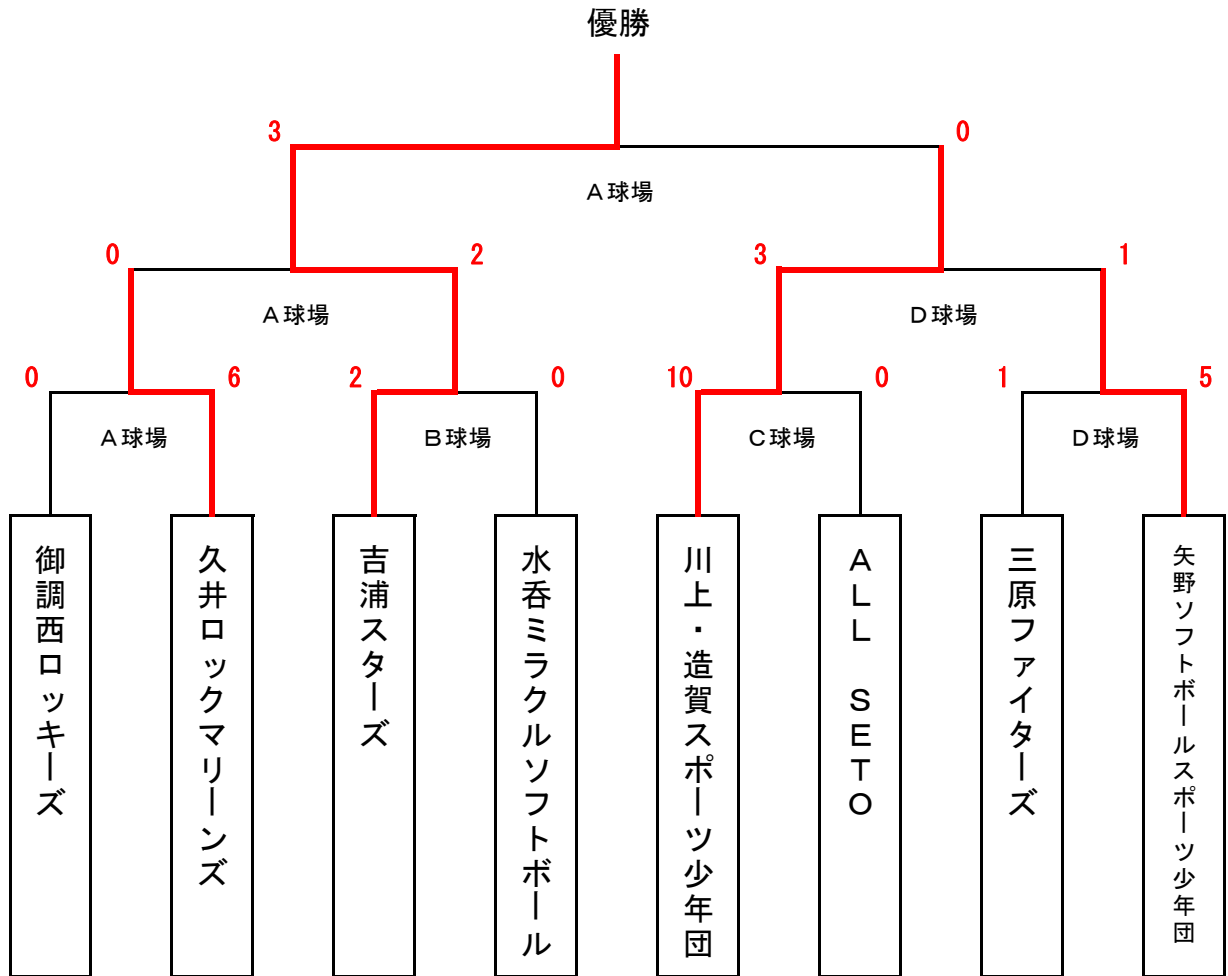 優勝
3
0
A球場
0
2
3
1
A球場
D球場
0
6
2
0
10
0
1
5
A球場
B球場
C球場
D球場
御調西ロッキーズ
久井ロックマリーンズ
吉浦スターズ
水呑ミラクルソフトボール
川上・造賀スポーツ少年団
ALL SETO
三原ファイターズ
矢野ソフトボールスポーツ少年団